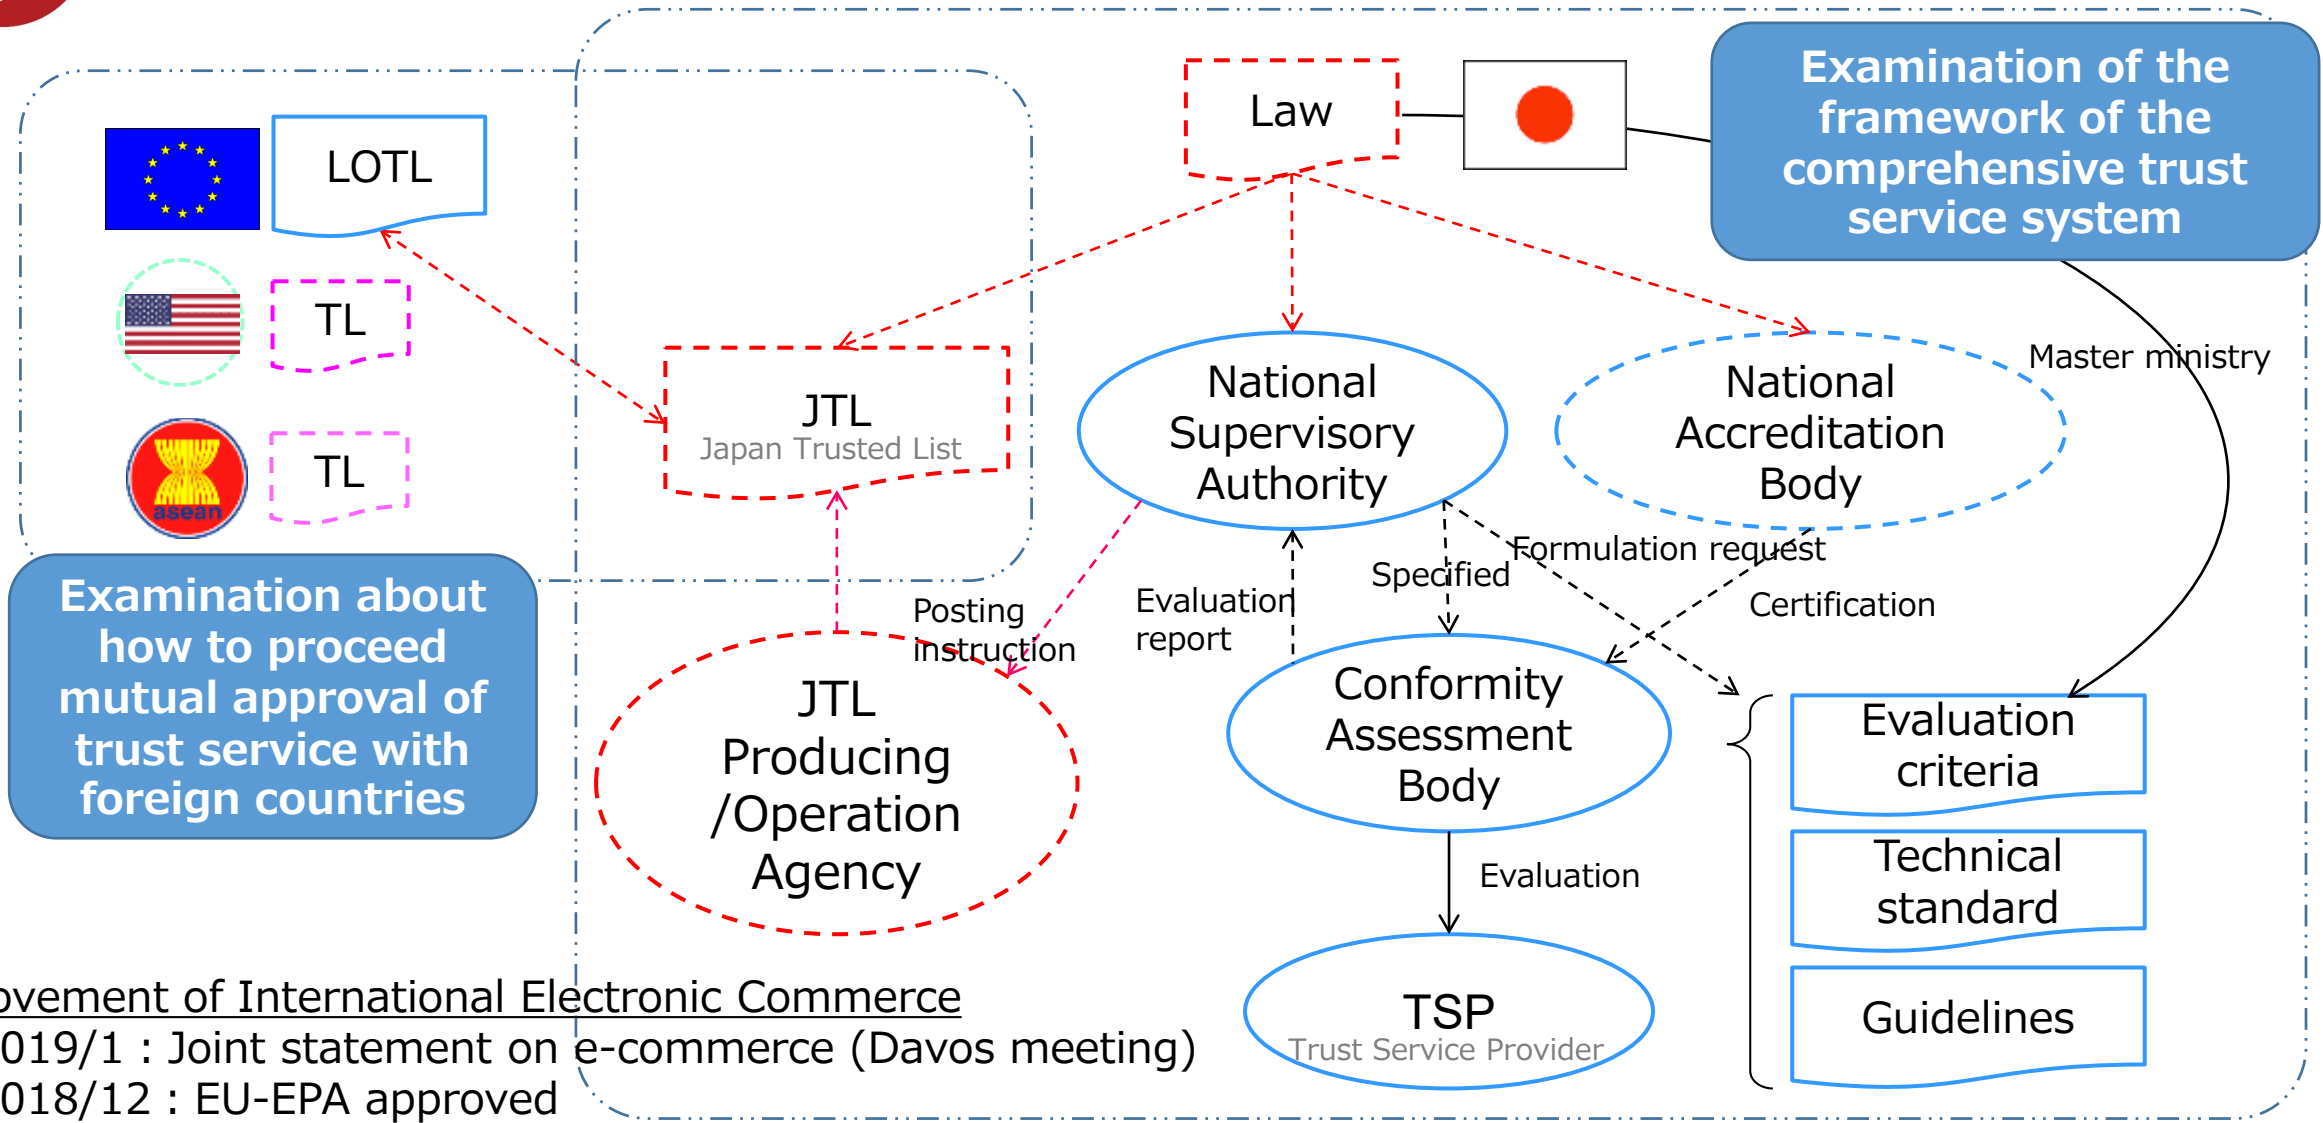 Examination of the
framework of the
comprehensive trust
service system
Law
LOTL
TL
TL
asean
JTL
Japan Trusted List
National
Supervisory
Authority
National
Accreditation
Body
Master ministry
Formulation request
Specified
Certification
Evaluation
report
Posting
instruction
Examination about
how to proceed
mutual approval of
trust service with
foreign countries
JTL
Producing
/Operation
Agency
Conformity
Assessment
Body
Evaluation
criteria
Technical
standard
Guidelines
Evaluation
TSP
Trust Service Provider
ovement of International Electronic Commerce
019/1 : Joint statement on e-commerce (Davos meeting)
018/12 : EU-EPA approved